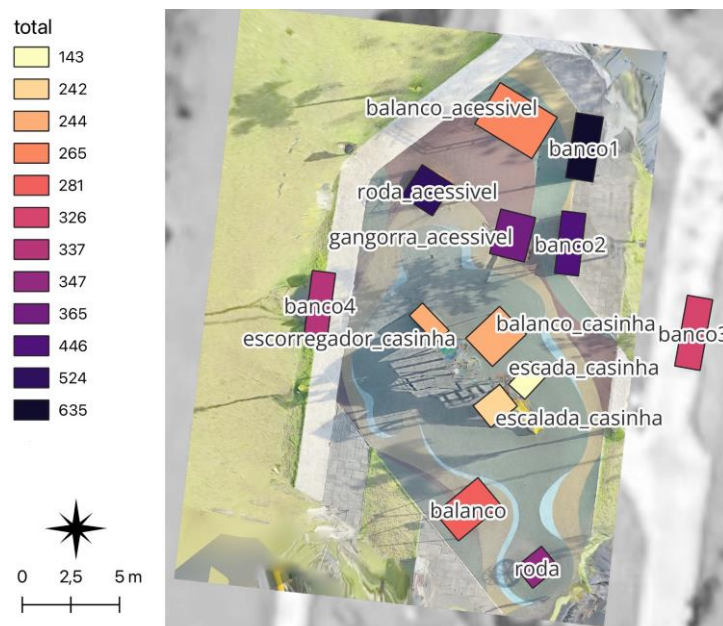 total
143
242
244
265
281
326
337
347
365
446
524
635
0 2,5 5 m
balanco_acessivel
banco1
roda_acessivel
gangorra_acessivel
banco2
banco4
escorregador_casinha
balanco_casinha
banco3
escada_casinha
escalada_casinha
balanco
roda